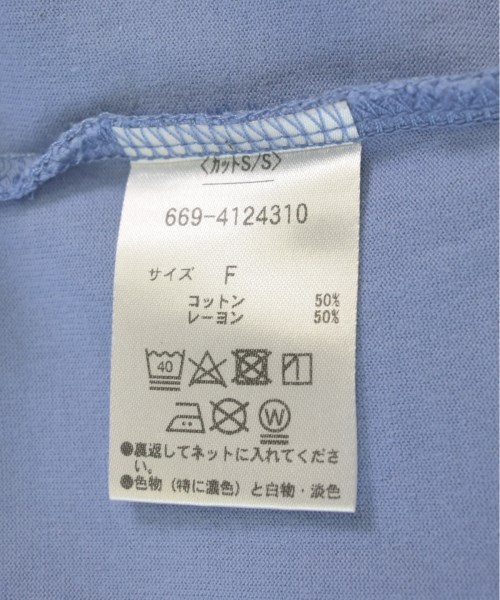 〈カットS/S〉
669-4124310
サイズ F
コットン 50%
レーヨン 50%
40
W
●裏返してネットに入れてくださ
い。
●色物（特に濃色）と白物・淡色